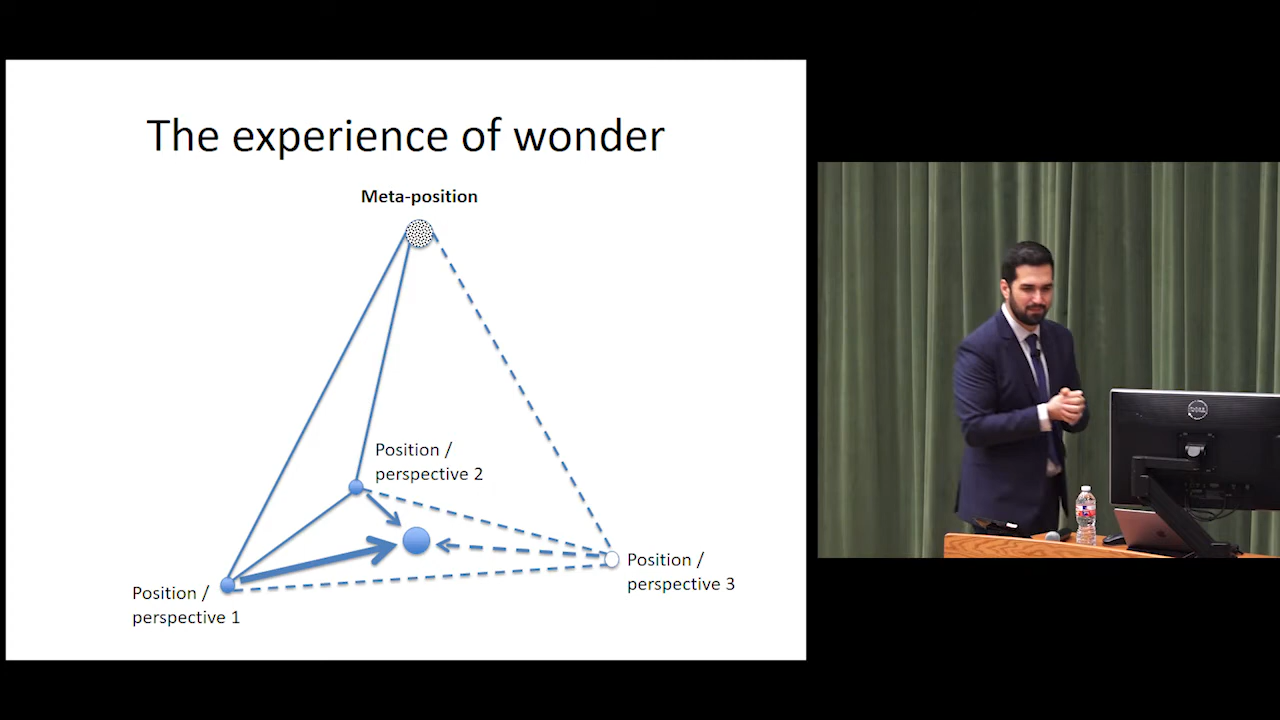 The experience of wonder
Meta-position
Position /
perspective 2
Position /
perspective 3
Position /
perspective 1
DELL